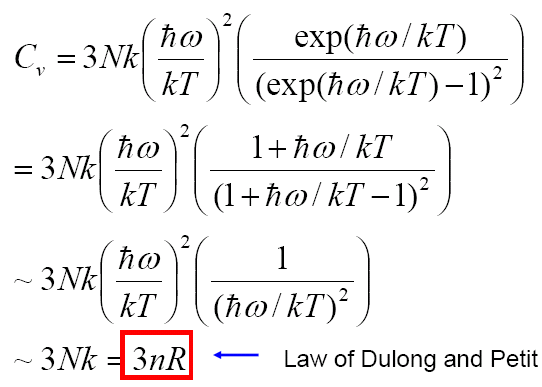 C_v = 3Nk(ħω/kT)²(exp(ħω/kT)/(exp(ħω/kT)−1)²)
= 3Nk(ħω/kT)²(1+ħω/kT/(1+ħω/kT−1)²)
~ 3Nk(ħω/kT)²(1/(ħω/kT)²)
~ 3Nk = 3nR ← Law of Dulong and Petit